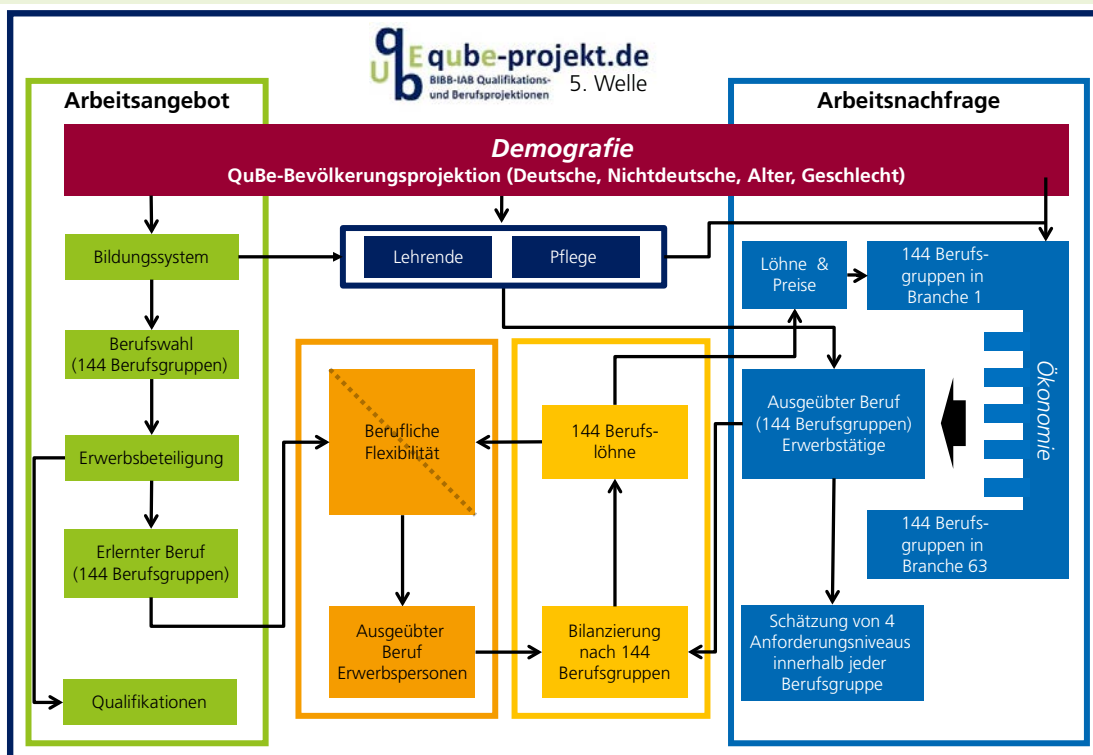 qube-projekt.de
BIBB-IAB Qualifikations-
und Berufsprojektionen
5. Welle
Arbeitsangebot
Arbeitsnachfrage
Demografie
QuBe-Bevölkerungsprojektion (Deutsche, Nichtdeutsche, Alter, Geschlecht)
Bildungssystem
Lehrende
Pflege
Löhne &
Preise
144 Berufs-
gruppen in
Branche 1
Berufswahl
(144 Berufsgruppen)
Berufliche
Flexibilität
144 Berufs-
löhne
Ausgeübter Beruf
(144 Berufsgruppen)
Erwerbstätige
Ökonomie
Erwerbsbeteiligung
144 Berufs-
gruppen in
Branche 63
Erlernter Beruf
(144 Berufsgruppen)
Ausgeübter
Beruf
Erwerbspersonen
Bilanzierung
nach 144
Berufsgruppen
Schätzung von 4
Anforderungsniveaus
innerhalb jeder
Berufsgruppe
Qualifikationen